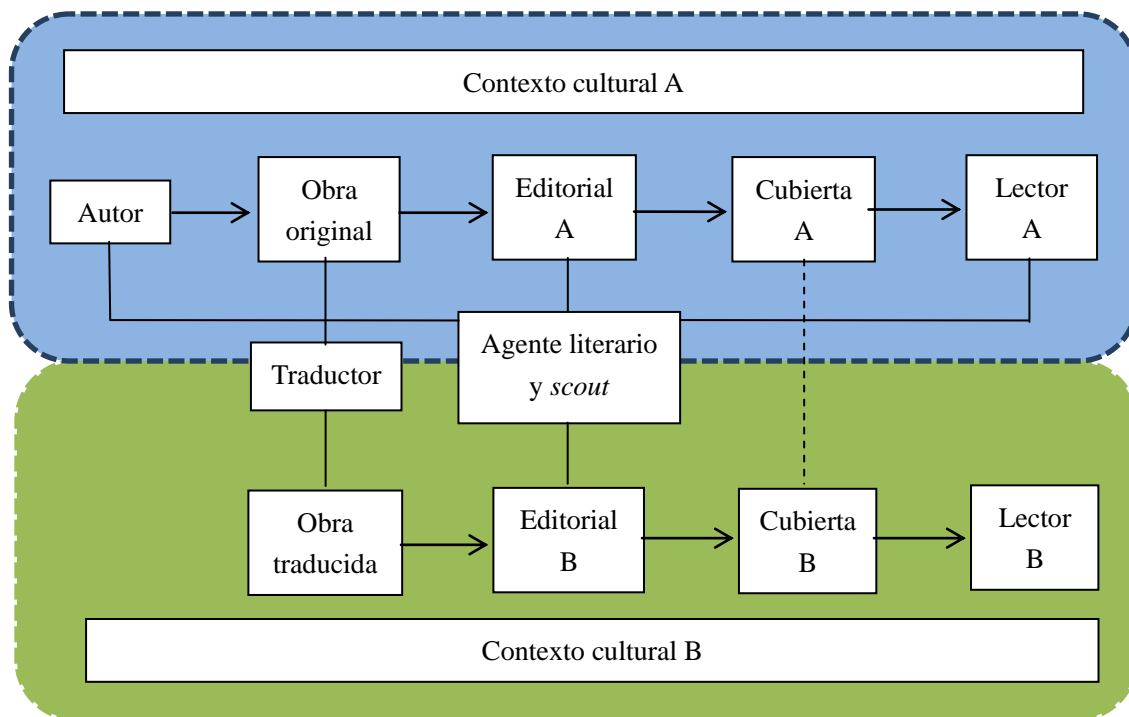 Contexto cultural A
Autor
Obra
original
Editorial
A
Cubierta
A
Lector
A
Traductor
Agente literario
y scout
Obra
traducida
Editorial
B
Cubierta
B
Lector
B
Contexto cultural B